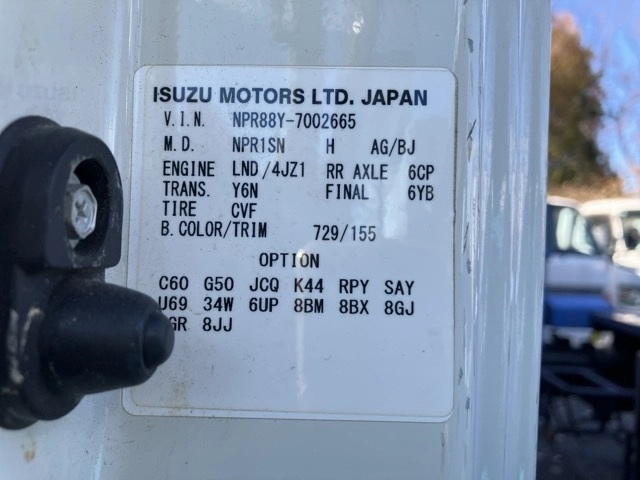 ISUZU MOTORS LTD. JAPAN
V.I.N. NPR88Y-7002665
M.D. NPR1SN H AG/BJ
ENGINE LND/4JZ1 RR AXLE 6CP
TRANS. Y6N FINAL 6YB
TIRE CVF
B.COLOR/TRIM 729/155
OPTION
C60 G50 JCQ K44 RPY SAY
U69 34W 6UP 8BM 8BX 8GJ
8JJ